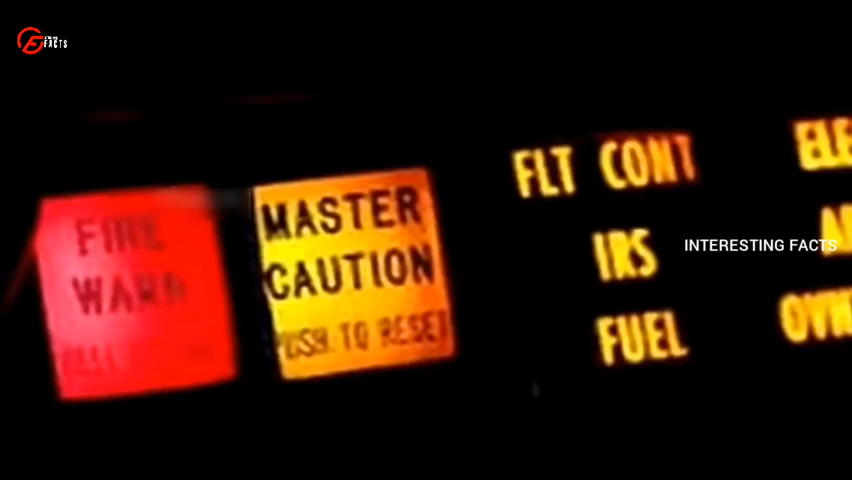 FACTS
FIRE
WARN
MASTER
CAUTION
PUSH TO RESET
FLT CONT
IRS
FUEL
INTERESTING FACTS